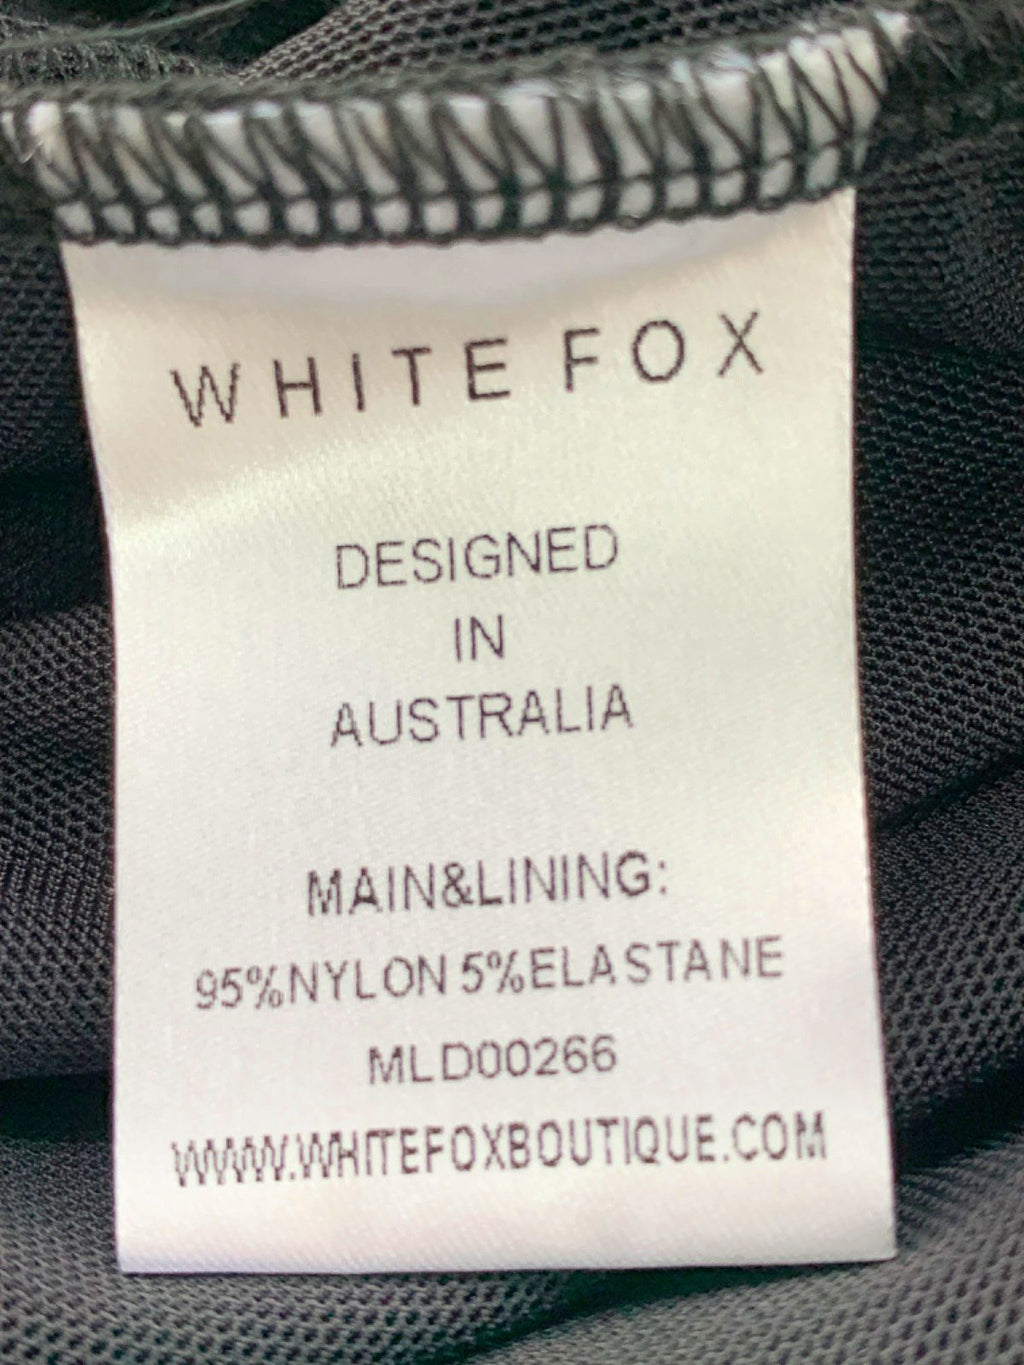 WHITE FOX
DESIGNED
IN
AUSTRALIA
MAIN&LINING:
95%NYLON 5%ELASTANE
MLD00266
WWW.WHITEFOXBOUTIQUE.COM